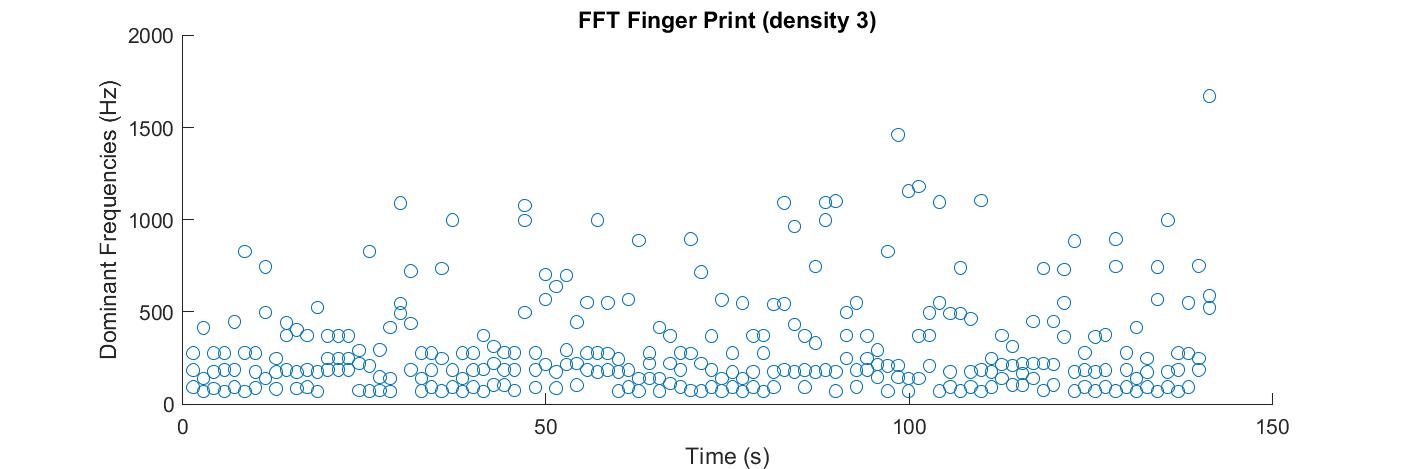 FFT Finger Print (density 3)
2000
1500
1000
500
0
Dominant Frequencies (Hz)
0 50 100 150
Time (s)